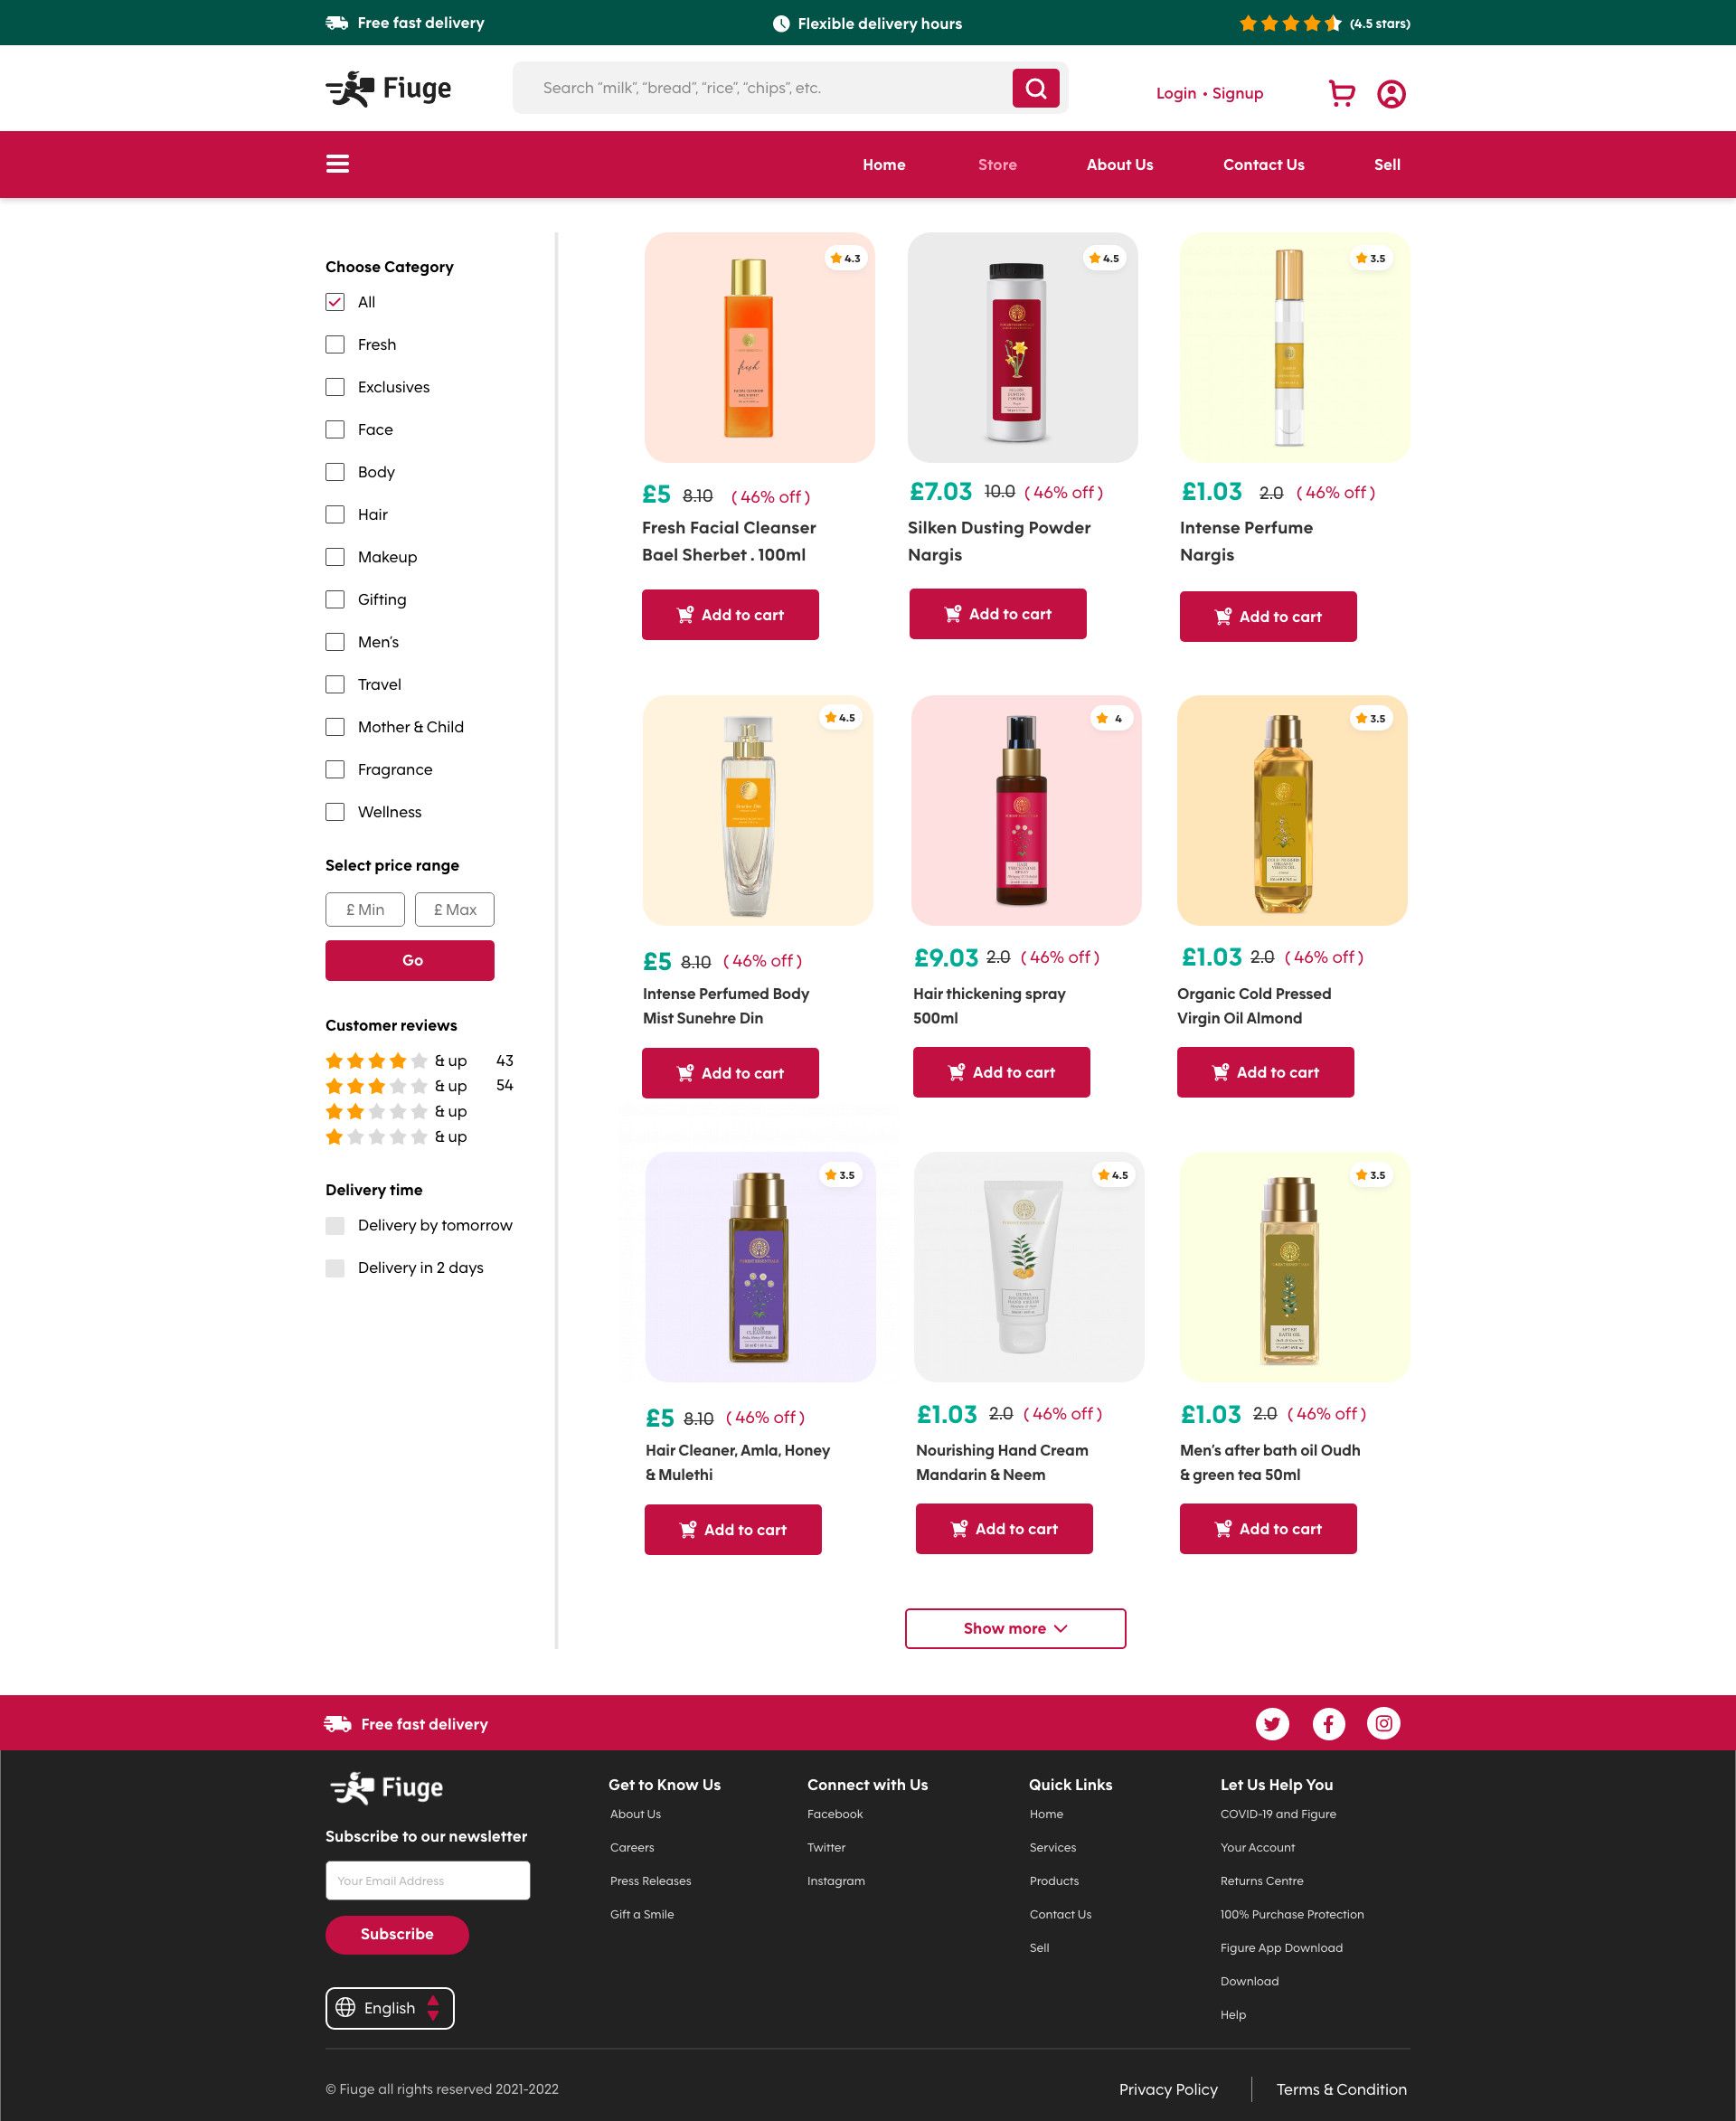 Free fast delivery
Flexible delivery hours
(4.5 stars)
Fiuge
Search “milk”, “bread”, “rice”, “chips”, etc.
Login • Signup
Home
Store
About Us
Contact Us
Sell
Choose Category
All
Fresh
Exclusives
Face
Body
Hair
Makeup
Gifting
Men's
Travel
Mother & Child
Fragrance
Wellness
Select price range
£ Min
£ Max
Go
Customer reviews
& up 43
& up 54
& up
& up
Delivery time
Delivery by tomorrow
Delivery in 2 days
4.3
fresh
£5 8.10 ( 46% off )
Fresh Facial Cleanser
Bael Sherbet . 100ml
Add to cart
4.5
£7.03 10.0 ( 46% off )
Silken Dusting Powder
Nargis
Add to cart
3.5
£1.03 2.0 ( 46% off )
Intense Perfume
Nargis
Add to cart
4.5
£5 8.10 ( 46% off )
Intense Perfumed Body
Mist Sunehre Din
Add to cart
4
£9.03 2.0 ( 46% off )
Hair thickening spray
500ml
Add to cart
3.5
£1.03 2.0 ( 46% off )
Organic Cold Pressed
Virgin Oil Almond
Add to cart
3.5
HAIR
CLEANSER
£5 8.10 ( 46% off )
Hair Cleaner, Amla, Honey
& Mulethi
Add to cart
4.5
£1.03 2.0 ( 46% off )
Nourishing Hand Cream
Mandarin & Neem
Add to cart
3.5
AFTER
BATH OIL
£1.03 2.0 ( 46% off )
Men's after bath oil Oudh
& green tea 50ml
Add to cart
Show more
Free fast delivery
Fiuge
Subscribe to our newsletter
Your Email Address
Subscribe
English
Get to Know Us
About Us
Careers
Press Releases
Gift a Smile
Connect with Us
Facebook
Twitter
Instagram
Quick Links
Home
Services
Products
Contact Us
Sell
Let Us Help You
COVID-19 and Figure
Your Account
Returns Centre
100% Purchase Protection
Figure App Download
Download
Help
© Fiuge all rights reserved 2021-2022
Privacy Policy
Terms & Condition